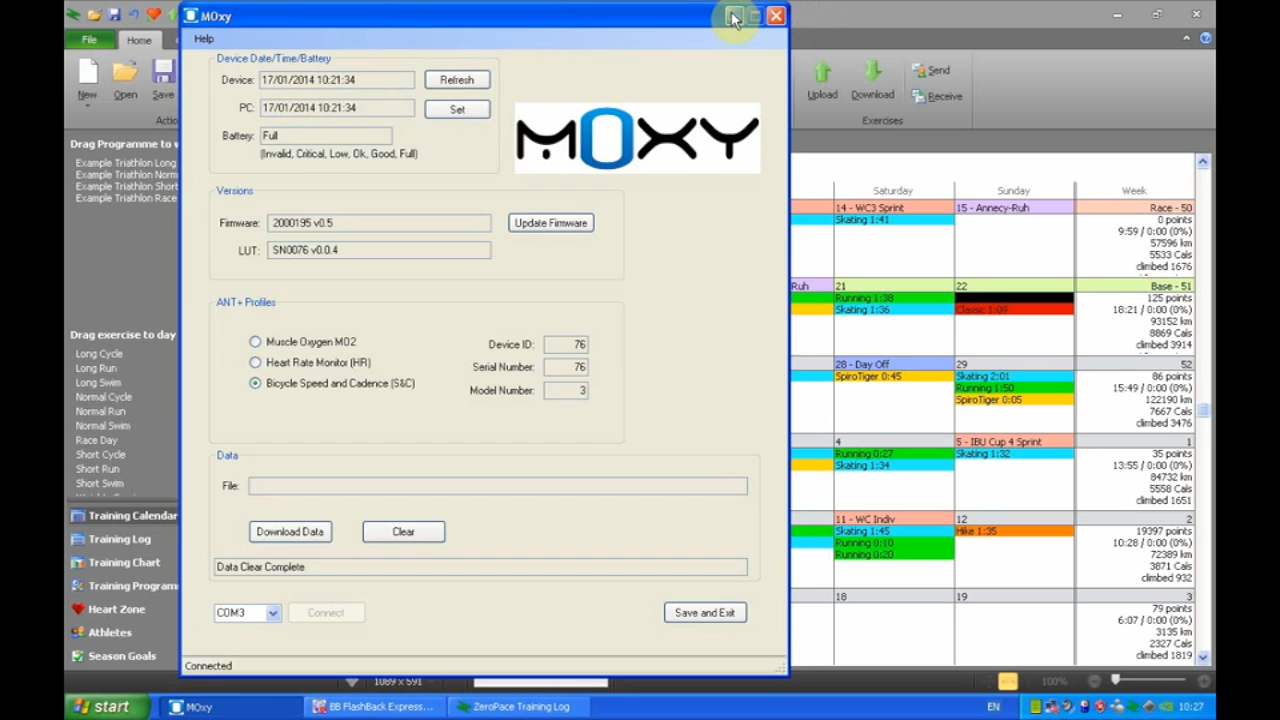 MOxy
Help
File
Home
New
Open
Save
Upload
Download
Send
Receive
Exercises
Device Date/Time/Battery
Device: 17/01/2014 10:21:34
Refresh
PC: 17/01/2014 10:21:34
Set
Battery: Full
(Invalid, Critical, Low, Ok, Good, Full)
MOXY
Versions
Firmware: 2000195 v0.5
Update Firmware
LUT: SN0076 v0.0.4
ANT+ Profiles
Muscle Oxygen MO2
Heart Rate Monitor (HR)
Bicycle Speed and Cadence (S&C)
Device ID: 76
Serial Number: 76
Model Number: 3
Data
File:
Download Data
Clear
Data Clear Complete
COM3
Connect
Save and Exit
Connected
Drag Programme to w
Example Triathlon Long
Example Triathlon Norm
Example Triathlon Short
Example Triathlon Race
Drag exercise to day
Long Cycle
Long Run
Long Swim
Normal Cycle
Normal Run
Normal Swim
Race Day
Short Cycle
Short Run
Short Swim
Training Calendar
Training Log
Training Chart
Training Program
Heart Zone
Athletes
Season Goals
Saturday
Sunday
Week
14 - WC3 Sprint
Skating 1:41
15 - Annecy-Ruh
Race - 50
0 points
9:59 / 0:00 (0%)
57596 km
5533 Cals
climbed 1676
Ruh
21
Running 1:38
Skating 1:36
22
Classic 1:09
Base - 51
125 points
18:21 / 0:00 (0%)
93152 km
8869 Cals
climbed 3914
28 - Day Off
SpiroTiger 0:45
29
Skating 2:01
Running 1:50
SpiroTiger 0:05
52
86 points
15:49 / 0:00 (0%)
122190 km
7667 Cals
climbed 3476
4
Running 0:27
Skating 1:34
5 - IBU Cup 4 Sprint
Skating 1:32
1
35 points
13:55 / 0:00 (0%)
84732 km
5558 Cals
climbed 1651
11 - WC Indiv
Skating 1:45
Running 0:10
Running 0:20
12
Hike 1:35
2
19397 points
10:28 / 0:00 (0%)
72389 km
3871 Cals
climbed 932
18
19
3
79 points
6:07 / 0:00 (0%)
3135 km
2327 Cals
climbed 1819
1089 x 591
100%
start
MOxy
BB FlashBack Express...
ZeroPace Training Log
EN
10:27